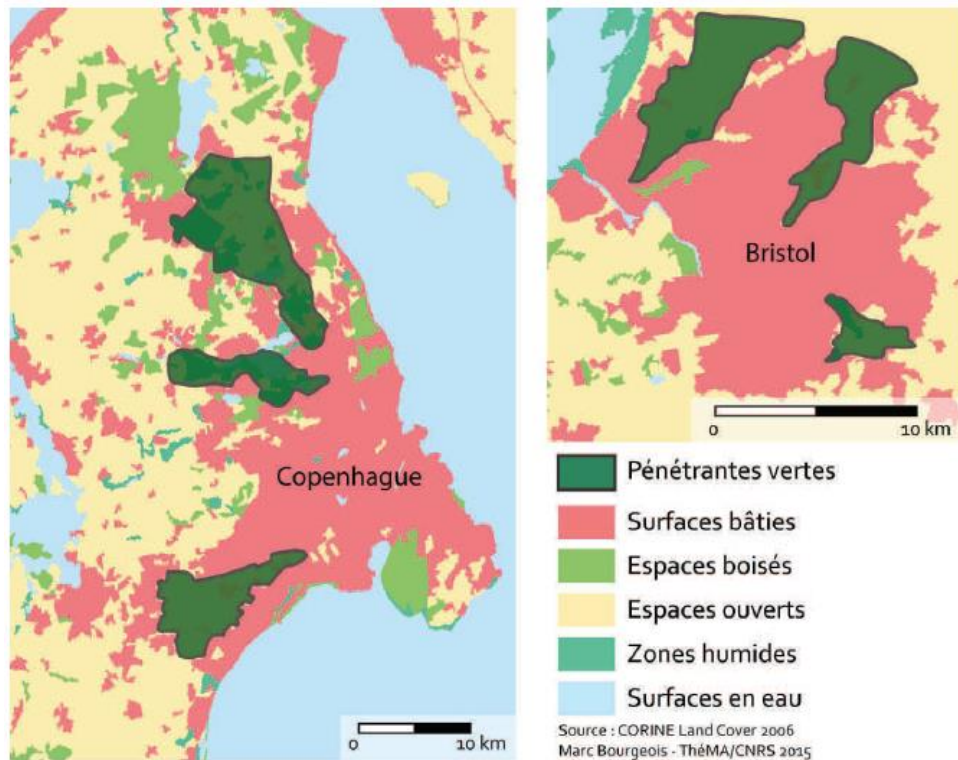 Copenhague
0 10 km
Bristol
0 10 km
Pénétrantes vertes
Surfaces bâties
Espaces boisés
Espaces ouverts
Zones humides
Surfaces en eau
Source : CORINE Land Cover 2006
Marc Bourgeois - ThéMA/CNRS 2015